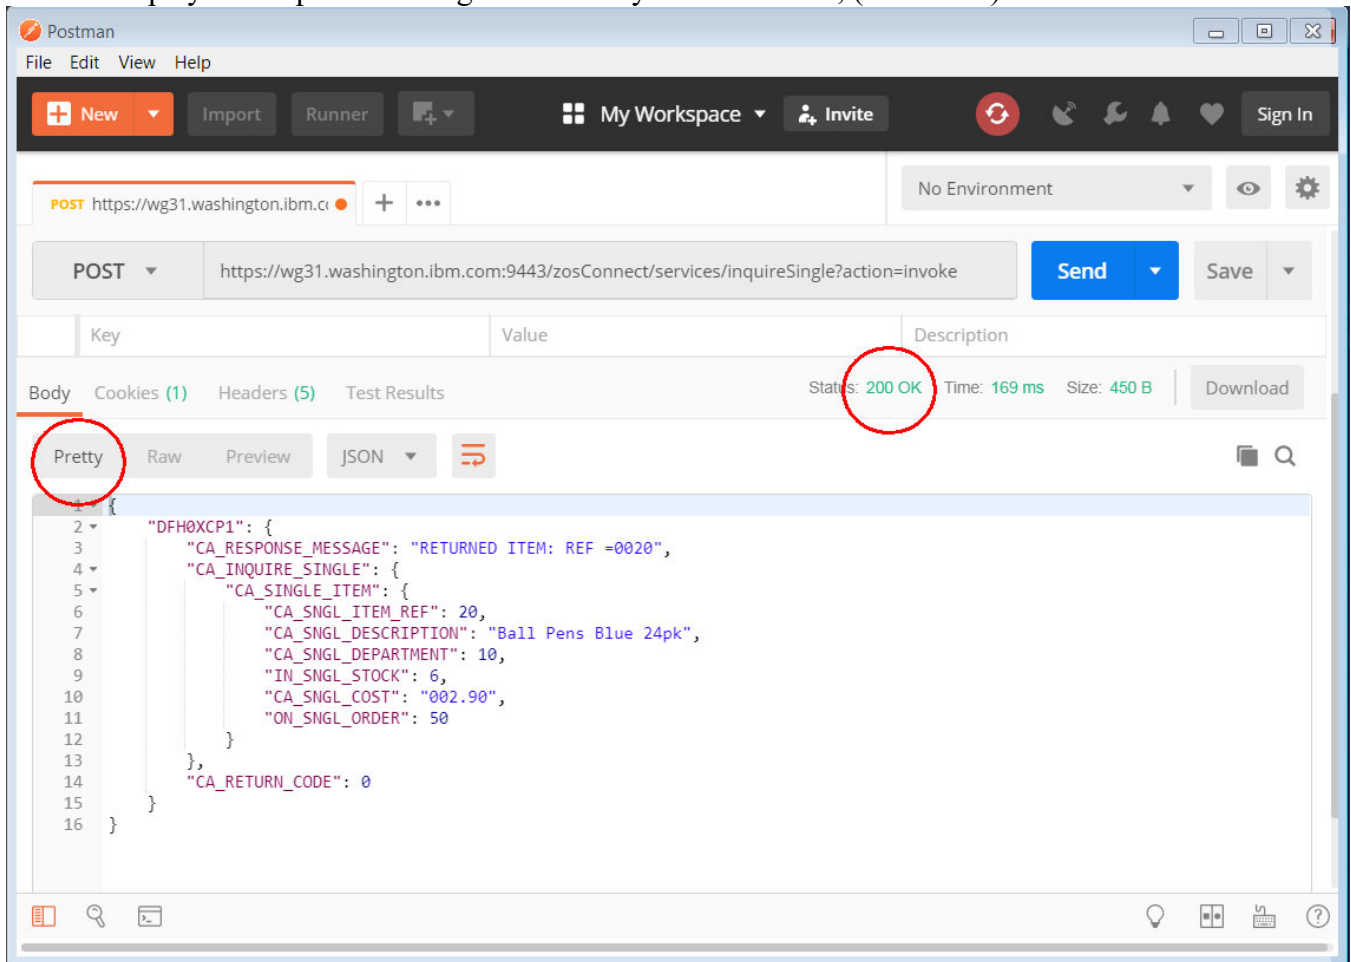 Postman
File Edit View Help
New Import Runner My Workspace Invite Sign In
POST https://wg31.washington.ibm.c No Environment
POST https://wg31.washington.ibm.com:9443/zosConnect/services/inquireSingle?action=invoke Send Save
Key Value Description
Body Cookies (1) Headers (5) Test Results Status: 200 OK Time: 169 ms Size: 450 B Download
Pretty Raw Preview JSON
1 {
2 "DFH0XCP1": {
3 "CA_RESPONSE_MESSAGE": "RETURNED ITEM: REF =0020",
4 "CA_INQUIRE_SINGLE": {
5 "CA_SINGLE_ITEM": {
6 "CA_SNGL_ITEM_REF": 20,
7 "CA_SNGL_DESCRIPTION": "Ball Pens Blue 24pk",
8 "CA_SNGL_DEPARTMENT": 10,
9 "IN_SNGL_STOCK": 6,
10 "CA_SNGL_COST": "002.90",
11 "ON_SNGL_ORDER": 50
12 }
13 },
14 "CA_RETURN_CODE": 0
15 }
16 }